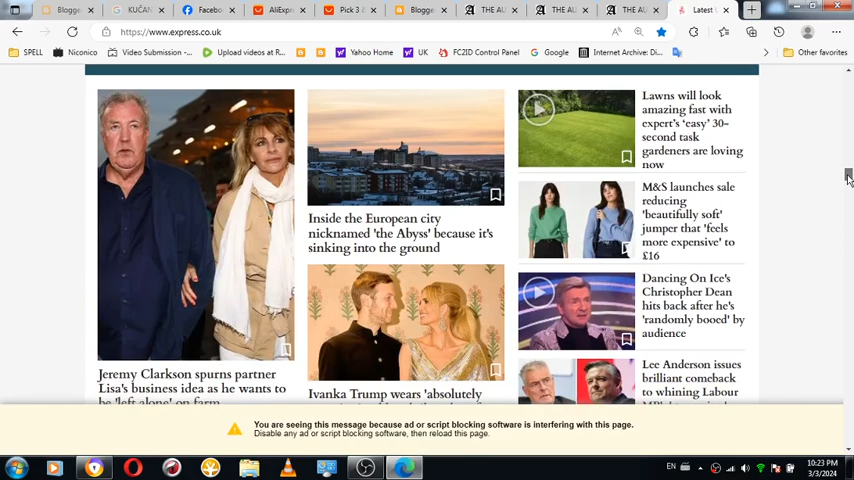 Blogge
KUČAN
Facebo
AliExpr
Pick 3
Blogge
THE AU
THE AU
THE AU
Latest
https://www.express.co.uk
SPELL
Niconico
Video Submission -...
Upload videos at R...
B
B
B
Yahoo Home
UK
FC2ID Control Panel
Google
Internet Archive: Di...
Other favorites
Jeremy Clarkson spurns partner
Lisa's business idea as he wants to
be 'left alone' on farm
Inside the European city
nicknamed 'the Abyss' because it's
sinking into the ground
Ivanka Trump wears 'absolutely
Lawns will look
amazing fast with
expert's 'easy' 30-
second task
gardeners are loving
now
M&S launches sale
reducing
'beautifully soft'
jumper that 'feels
more expensive' to
£16
Dancing On Ice's
Christopher Dean
hits back after he's
'randomly booed' by
audience
Lee Anderson issues
brilliant comeback
to whining Labour
You are seeing this message because ad or script blocking software is interfering with this page.
Disable any ad or script blocking software, then reload this page.
EN
10:23 PM
3/3/2024